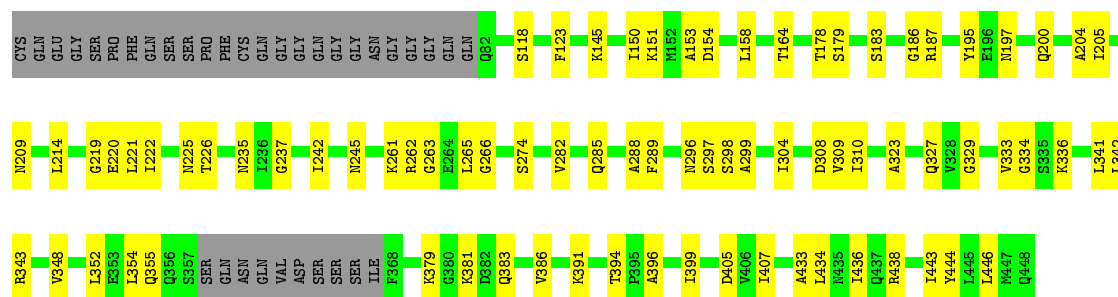 CYS GLN GLU GLY SER PRO PHE GLN SER SER PRO PHE CYS GLN GLY GLY GLN GLY GLY ASN GLY GLY GLY GLN GLN Q82 S118 F123 K145 I150 K151 M152 A153 D154 L158 T164 T178 S179 S183 G186 R187 Y195 E196 N197 Q200 A204 I205
N209 L214 G219 E220 L221 I222 N225 T226 N235 I236 G237 I242 N245 K261 R262 G263 E264 L265 G266 S274 V282 Q285 A288 F289 N296 S297 S298 A299 I304 D308 V309 I310 A323 Q327 V328 G329 V333 G334 S335 K336 L341
R343 V348 L352 E353 L354 Q355 Q356 S357 SER GLN ASN GLN VAL ASP SER SER SER ILE F368 K379 G380 K381 D382 Q383 V386 K391 T394 P395 A396 I399 D405 V406 I407 A433 L434 N435 I436 Q437 R438 I443 Y444 L445 L446 M447 Q448